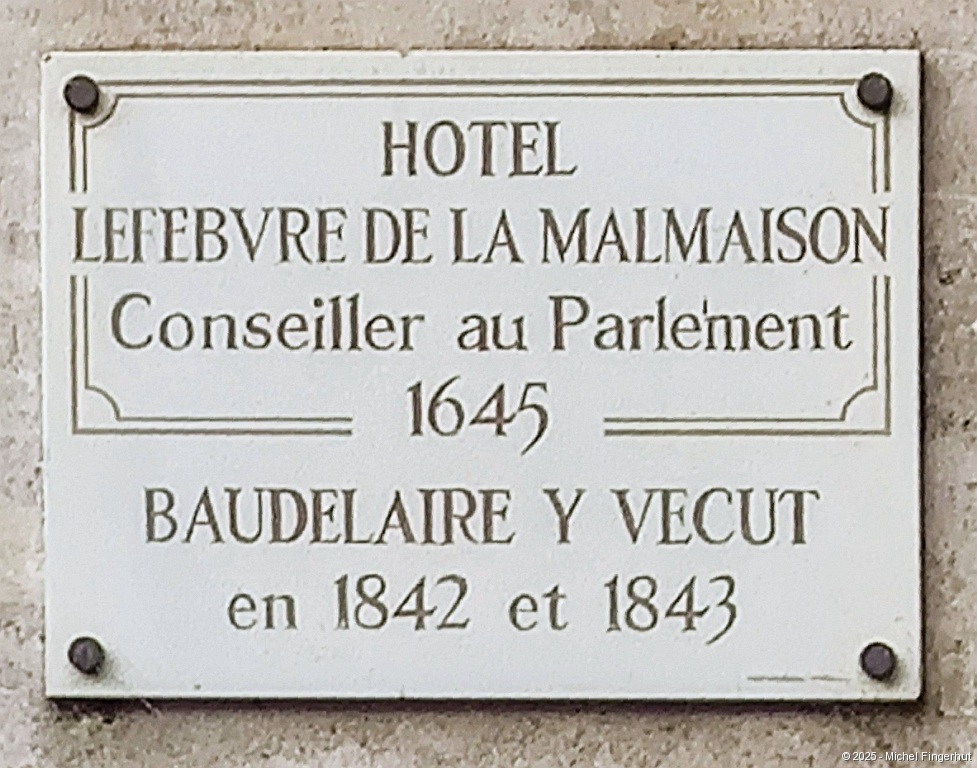 HOTEL
LEFEBVRE DE LA MALMAISON
Conseiller au Parlement
1645
BAUDELAIRE Y VECUT
en 1842 et 1843
© 2025 - Michel Fingerhut